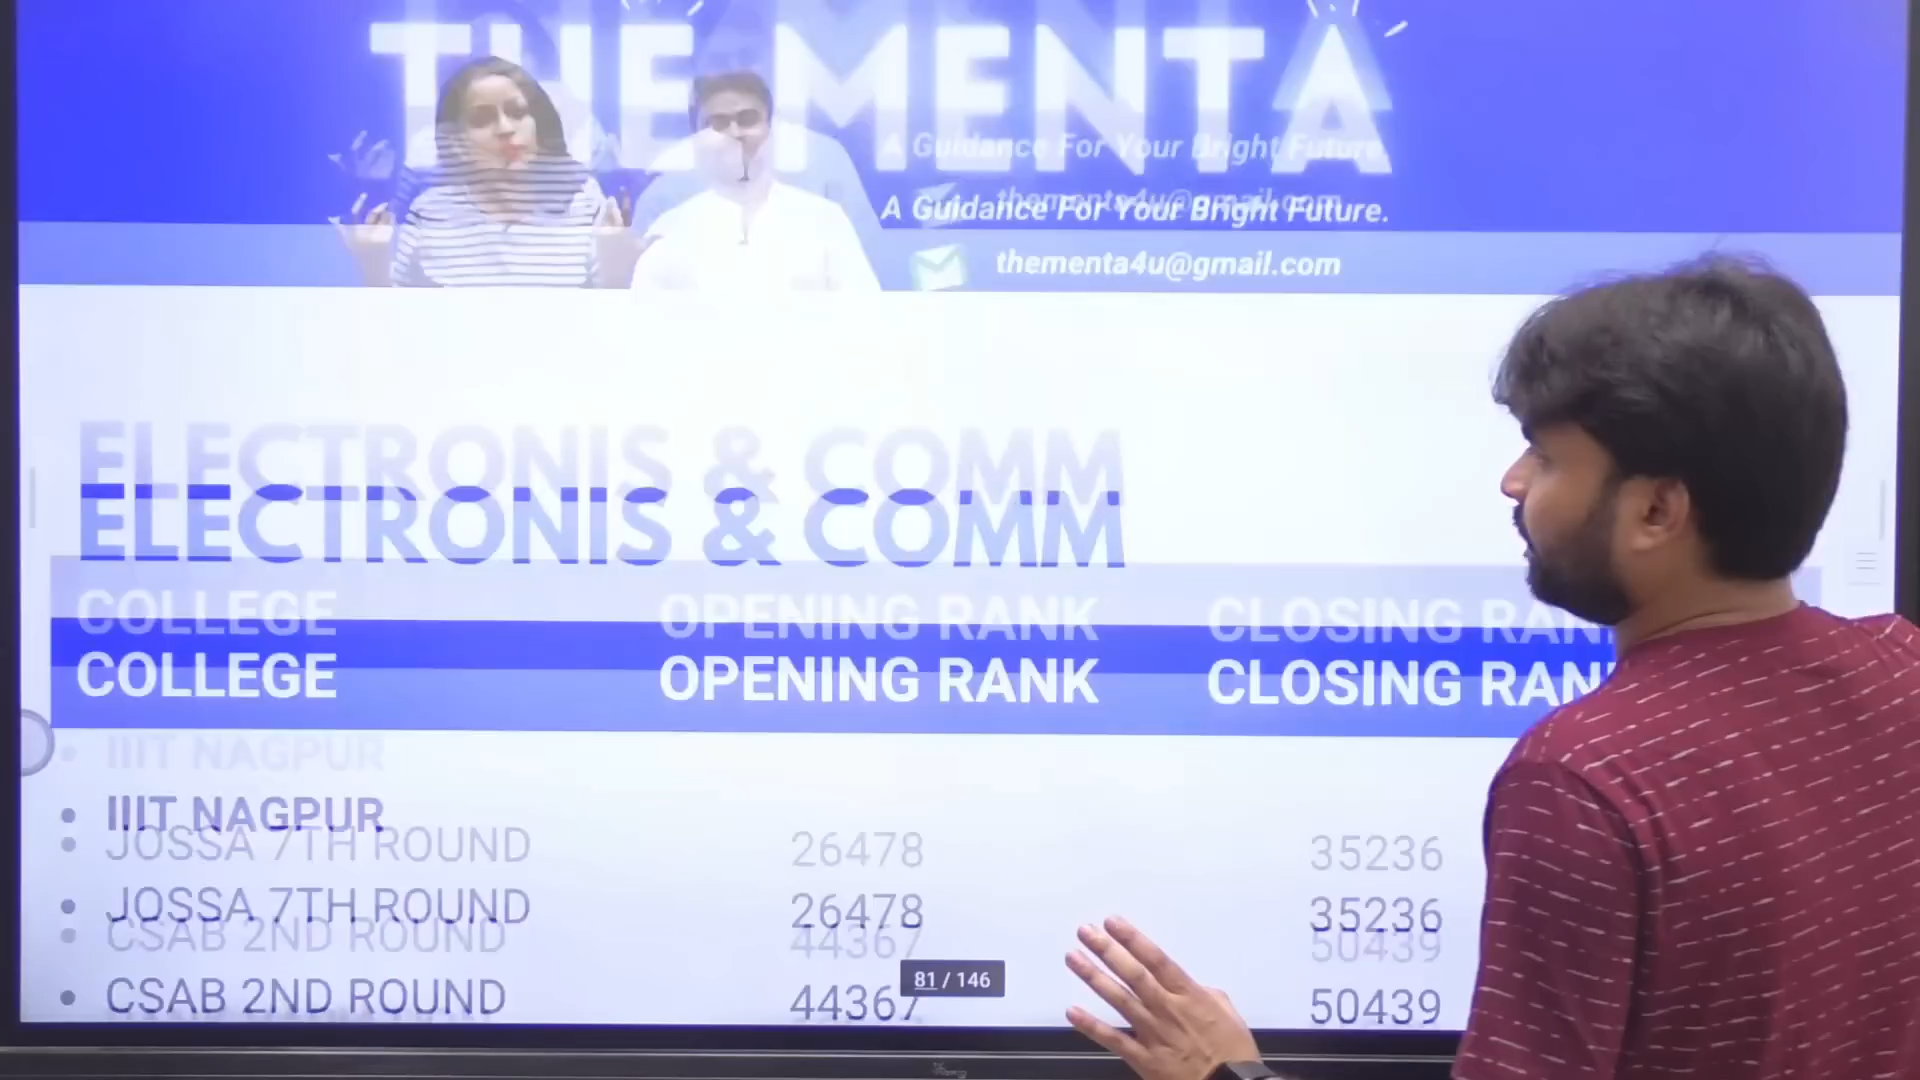 THE MENTA
A Guidance For Your Bright Future.
thementa4u@gmail.com
ELECTRONIS & COMM
COLLEGE OPENING RANK CLOSING RAN
• IIIT NAGPUR
• JOSSA 7TH ROUND 26478 35236
• CSAB 2ND ROUND 44367 50439
81 / 146